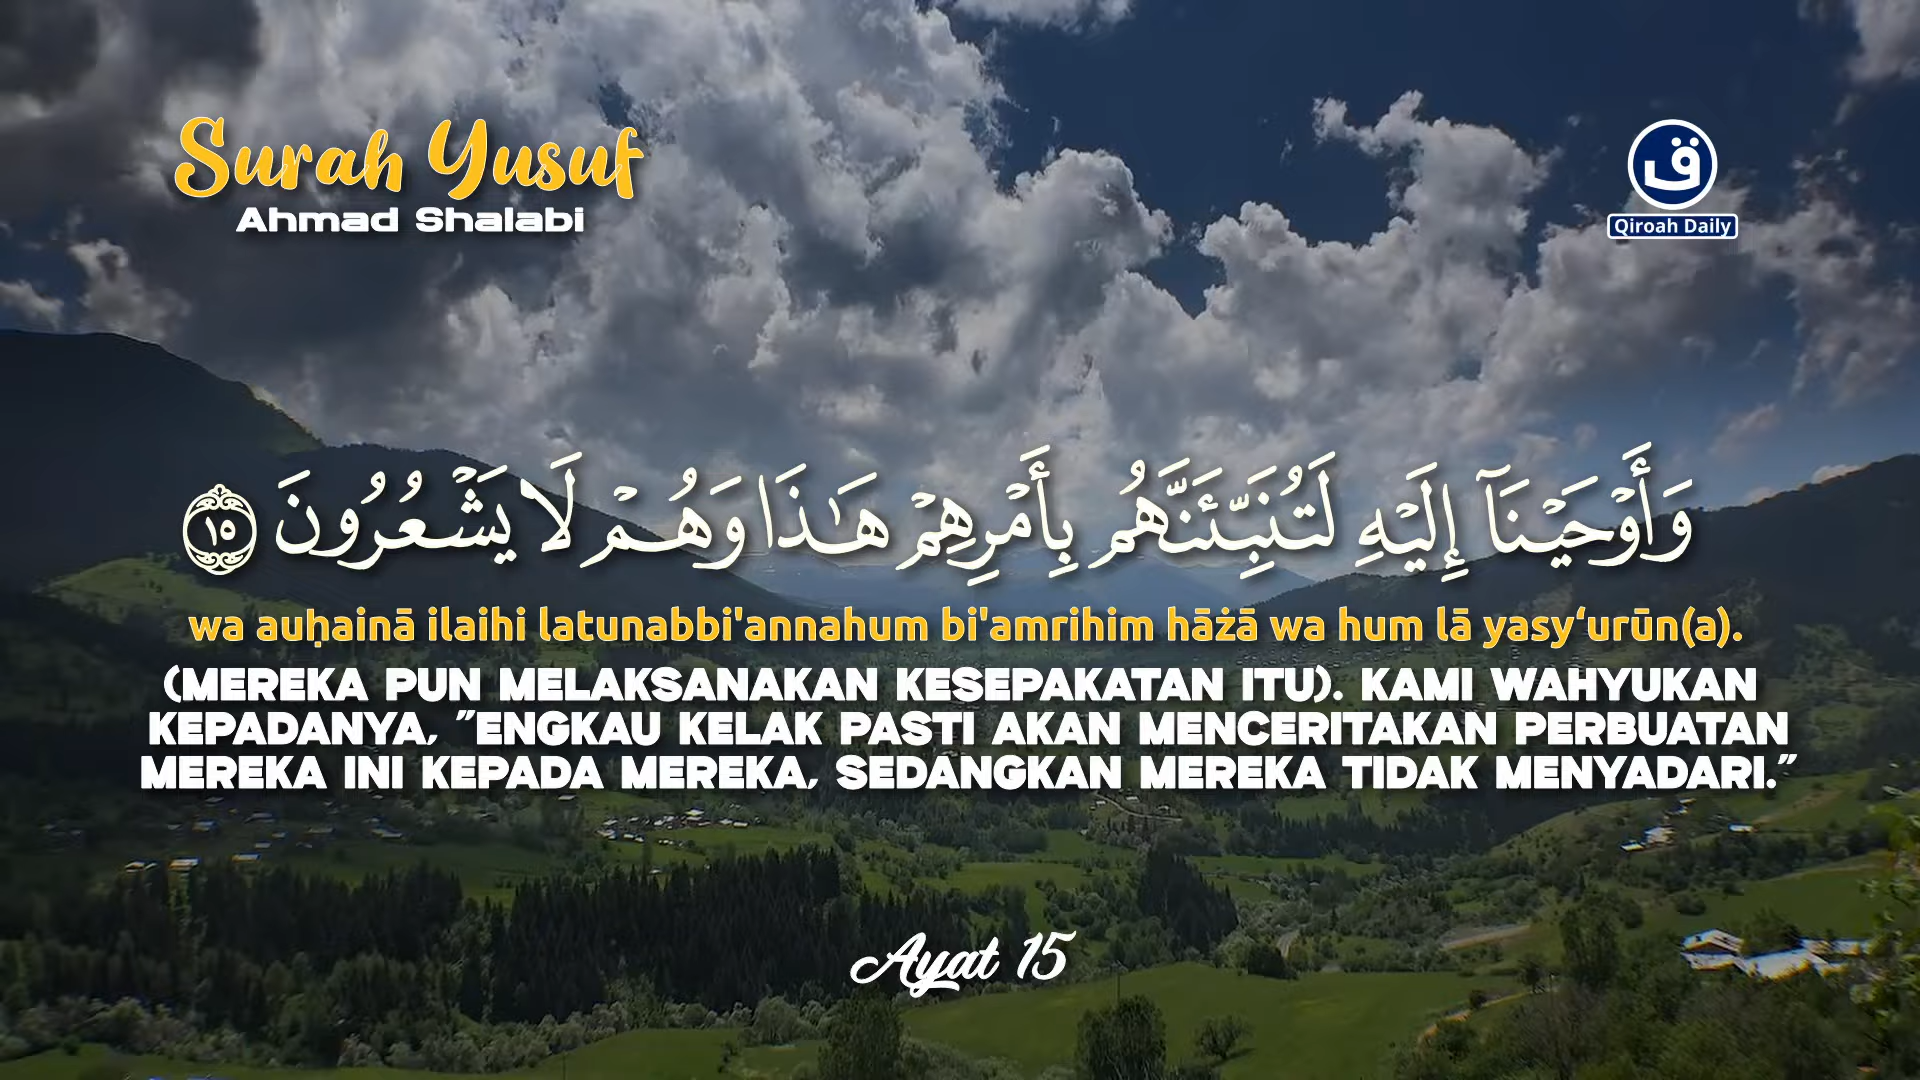 Surah Yusuf
Ahmad Shalabi
ق
Qiroah Daily
وَأَوْحَيْنَآ إِلَيْهِ لَتُنَبِّئَنَّهُم بِأَمْرِهِمْ هَـٰذَا وَهُمْ لَا يَشْعُرُونَ ١٥
wa auḥainā ilaihi latunabbi'annahum bi'amrihim hāżā wa hum lā yasy‘urūn(a).
(MEREKA PUN MELAKSANAKAN KESEPAKATAN ITU). KAMI WAHYUKAN
KEPADANYA, "ENGKAU KELAK PASTI AKAN MENCERITAKAN PERBUATAN
MEREKA INI KEPADA MEREKA, SEDANGKAN MEREKA TIDAK MENYADARI."
Ayat 15